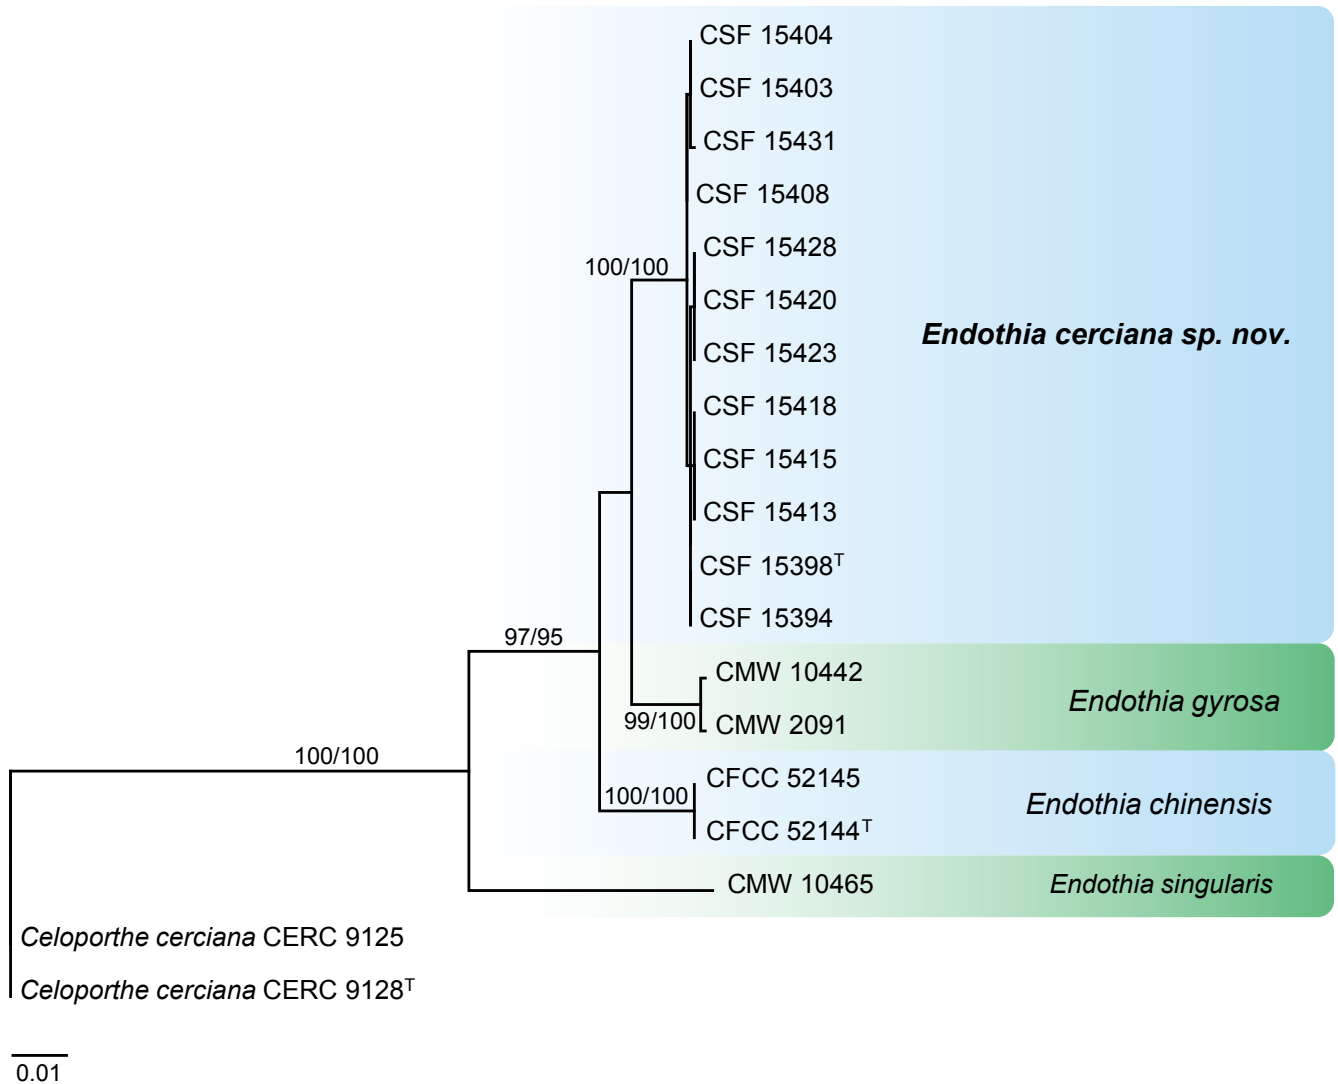 CSF 15404
CSF 15403
CSF 15431
CSF 15408
CSF 15428
100/100
CSF 15420
Endothia cerciana sp. nov.
CSF 15423
CSF 15418
CSF 15415
CSF 15413
CSF 15398ᵀ
CSF 15394
97/95
CMW 10442
Endothia gyrosa
99/100
CMW 2091
100/100
CFCC 52145
100/100
Endothia chinensis
CFCC 52144ᵀ
CMW 10465
Endothia singularis
Celoporthe cerciana CERC 9125
Celoporthe cerciana CERC 9128ᵀ
0.01